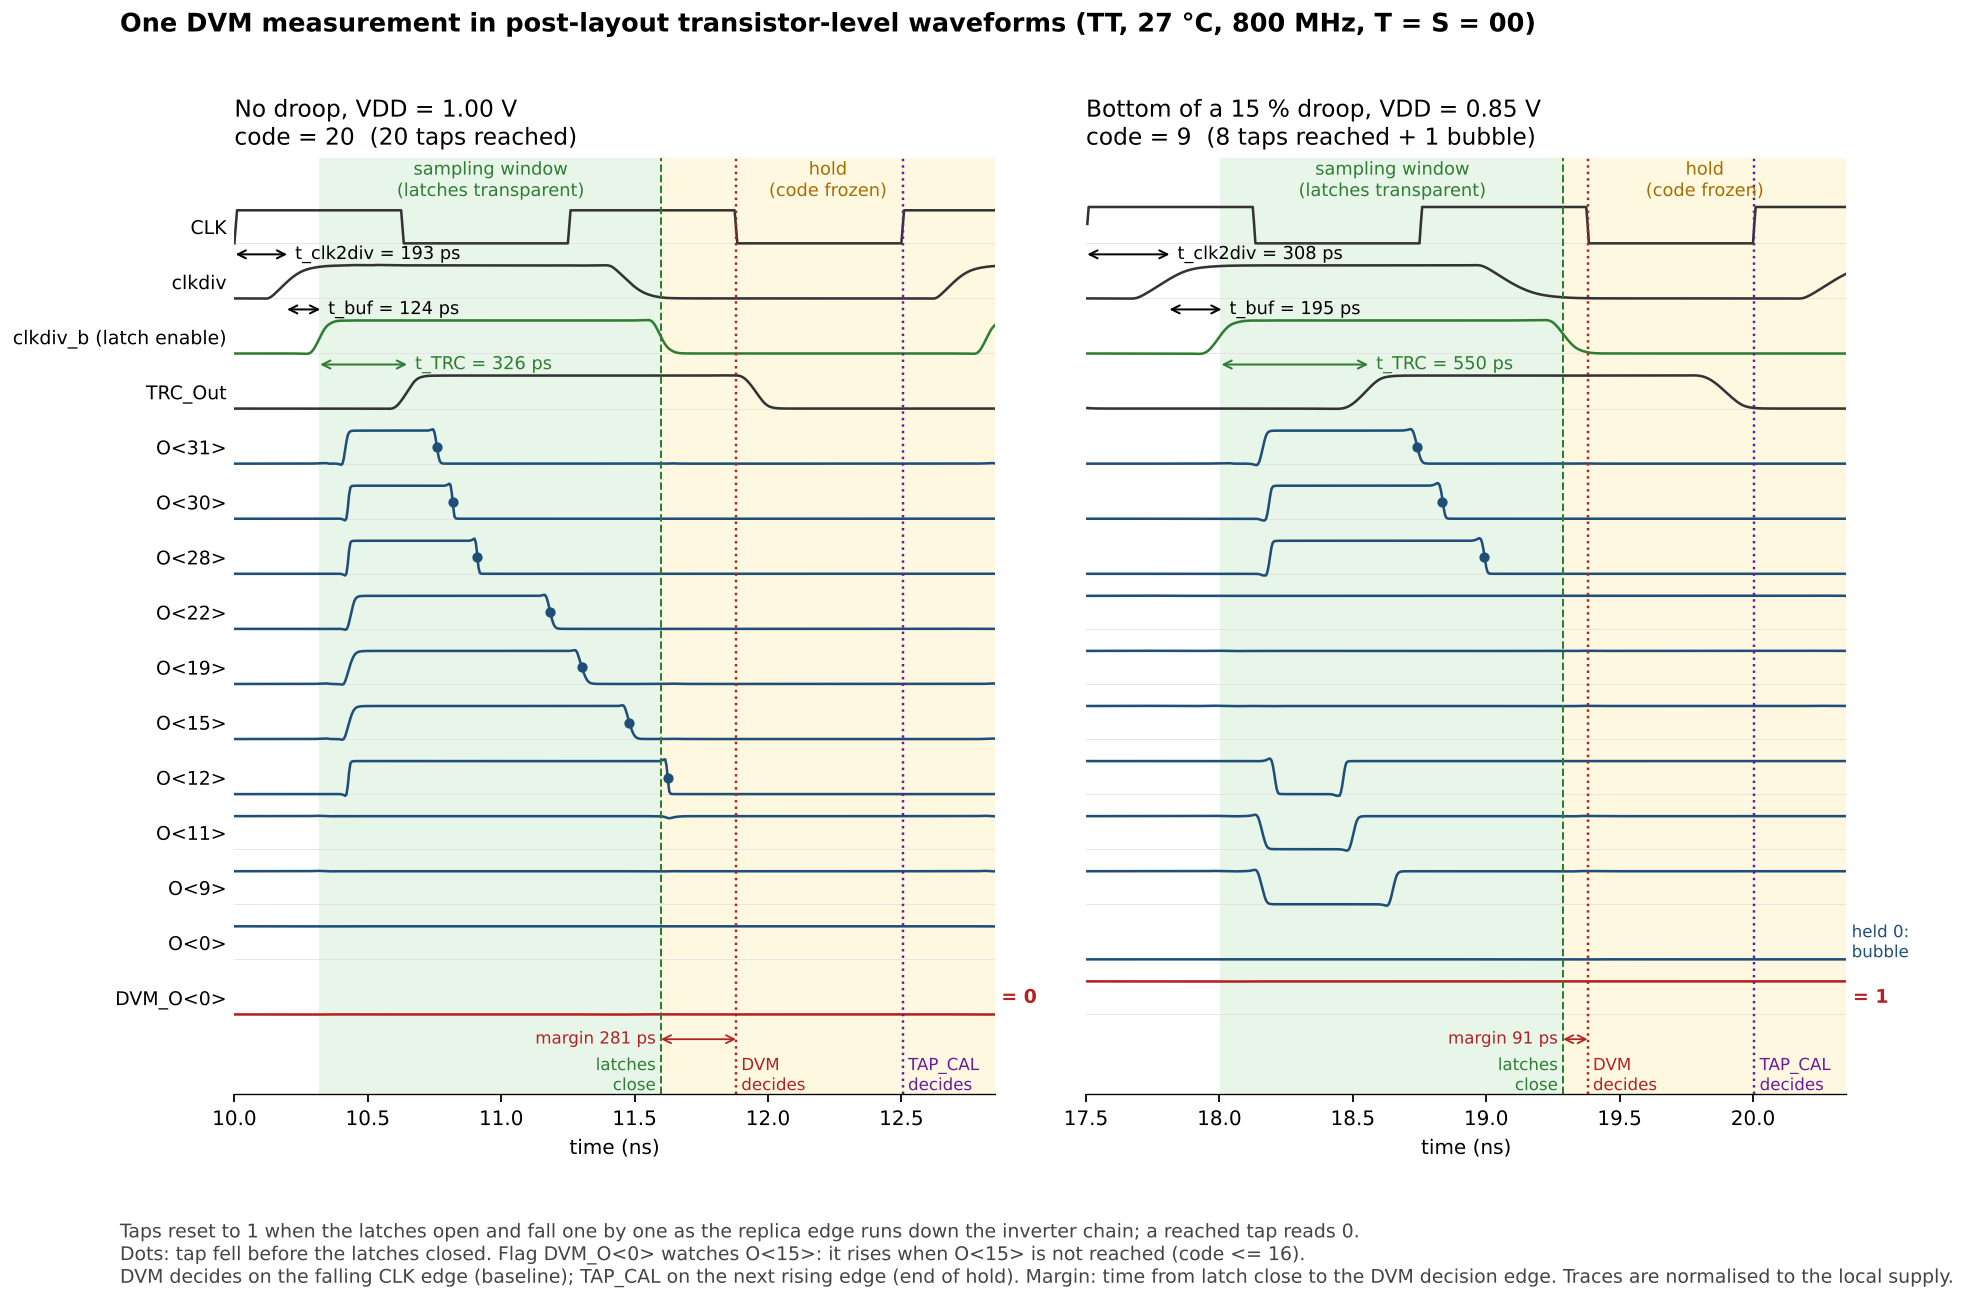 One DVM measurement in post-layout transistor-level waveforms (TT, 27 °C, 800 MHz, T = S = 00)
No droop, VDD = 1.00 V
code = 20  (20 taps reached)
sampling window
(latches transparent)
hold
(code frozen)
CLK
t_clk2div = 193 ps
clkdiv
t_buf = 124 ps
clkdiv_b (latch enable)
t_TRC = 326 ps
TRC_Out
O<31>
O<30>
O<28>
O<22>
O<19>
O<15>
O<12>
O<11>
O<9>
O<0>
DVM_O<0>
= 0
margin 281 ps
latches
close
DVM
decides
TAP_CAL
decides
10.0
10.5
11.0
11.5
12.0
12.5
time (ns)
Bottom of a 15 % droop, VDD = 0.85 V
code = 9  (8 taps reached + 1 bubble)
sampling window
(latches transparent)
hold
(code frozen)
t_clk2div = 308 ps
t_buf = 195 ps
t_TRC = 550 ps
held 0:
bubble
= 1
margin 91 ps
latches
close
DVM
decides
TAP_CAL
decides
17.5
18.0
18.5
19.0
19.5
20.0
time (ns)
Taps reset to 1 when the latches open and fall one by one as the replica edge runs down the inverter chain; a reached tap reads 0.
Dots: tap fell before the latches closed. Flag DVM_O<0> watches O<15>: it rises when O<15> is not reached (code <= 16).
DVM decides on the falling CLK edge (baseline); TAP_CAL on the next rising edge (end of hold). Margin: time from latch close to the DVM decision edge. Traces are normalised to the local supply.